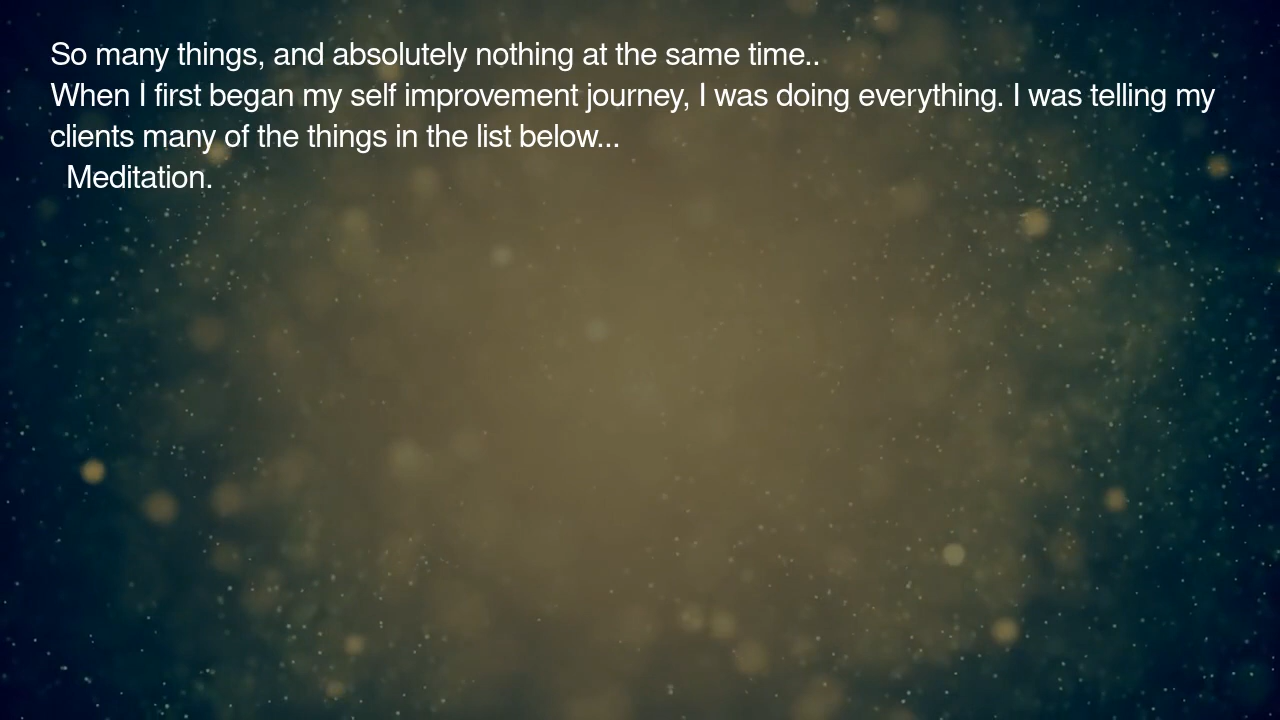 So many things, and absolutely nothing at the same time..
When I first began my self improvement journey, I was doing everything. I was telling my
clients many of the things in the list below...
Meditation.